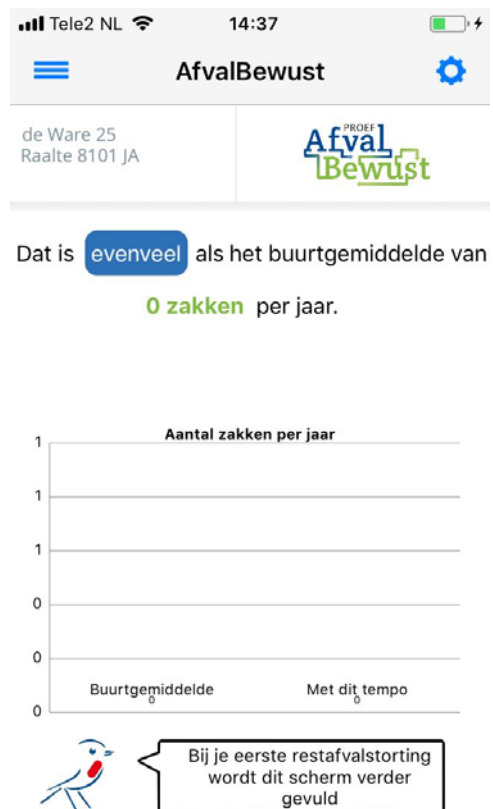 Tele2 NL 14:37
AfvalBewust
de Ware 25
Raalte 8101 JA
PROEF
Afval
Bewust
Dat is evenveel als het buurtgemiddelde van
0 zakken per jaar.
Aantal zakken per jaar
1
1
1
0
0
0
Buurtgemiddelde Met dit tempo
0 0
Bij je eerste restafvalstorting
wordt dit scherm verder
gevuld